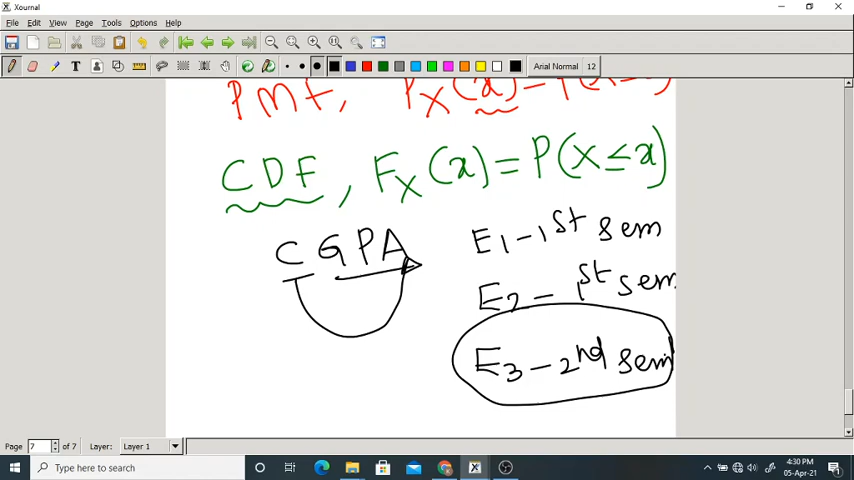 Xournal
File Edit View Page Tools Options Help
Arial Normal 12
PMF, Px(x) =
CDF, Fx(x) = P(X ≤ x)
CGPA
E1 - 1st sem
E2 - 1st sem
E3 - 2nd sem
Page 7 of 7 Layer: Layer 1
Type here to search
4:30 PM
05-Apr-21